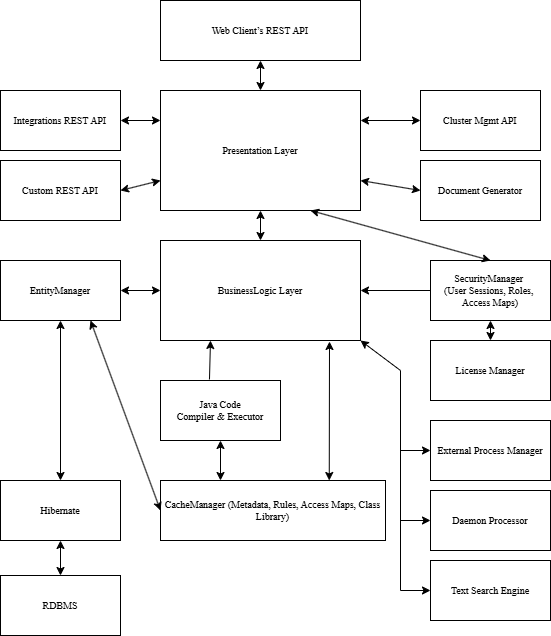 Web Client's REST API
Integrations REST API
Presentation Layer
Cluster Mgmt API
Custom REST API
Document Generator
EntityManager
BusinessLogic Layer
SecurityManager
(User Sessions, Roles,
Access Maps)
License Manager
Java Code
Compiler & Executor
External Process Manager
Hibernate
CacheManager (Metadata, Rules, Access Maps, Class
Library)
Daemon Processor
Text Search Engine
RDBMS